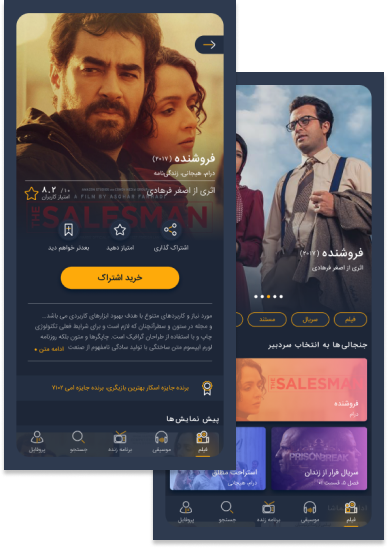 فروشنده (۲۰۱۷)
درام، هیجانی، زندگی‌نامه
اثری از اصغر فرهادی
۸.۲ /۱۰
امتیاز کاربران
A FILM BY ASGHAR FARHADI
THE SALESMAN
اشتراک گذاری
امتیاز دهید
بعدتر خواهم دید
خرید اشتراک
مورد نیاز و کاربردهای متنوع با هدف بهبود ابزارهای کاربردی می باشد...
و مجله در ستون و سطرآنچنان که لازم است و برای شرایط فعلی تکنولوژی
چاپ و با استفاده از طراحان گرافیک است. چاپگرها و متون بلکه روزنامه
لورم ایپسوم متن ساختگی با تولید سادگی نامفهوم از صنعت
ادامه متن
برنده جایزه اسکار بهترین بازیگری، برنده جایزه امی ۷۱۰۲
پیش نمایش‌ها
فیلم
موسیقی
برنامه زنده
جستجو
پروفایل
فروشنده (۲۰۱۷)
اثری از اصغر فرهادی
فیلم
سریال
مستند
جنجالی‌ها به انتخاب سردبیر
THE SALESMAN
فروشنده
درام
PRISON BREAK
سریال فرار از زندان
استراحت مطلق
درام، هیجانی
فیلم
موسیقی
برنامه زنده
جستجو
پروفایل